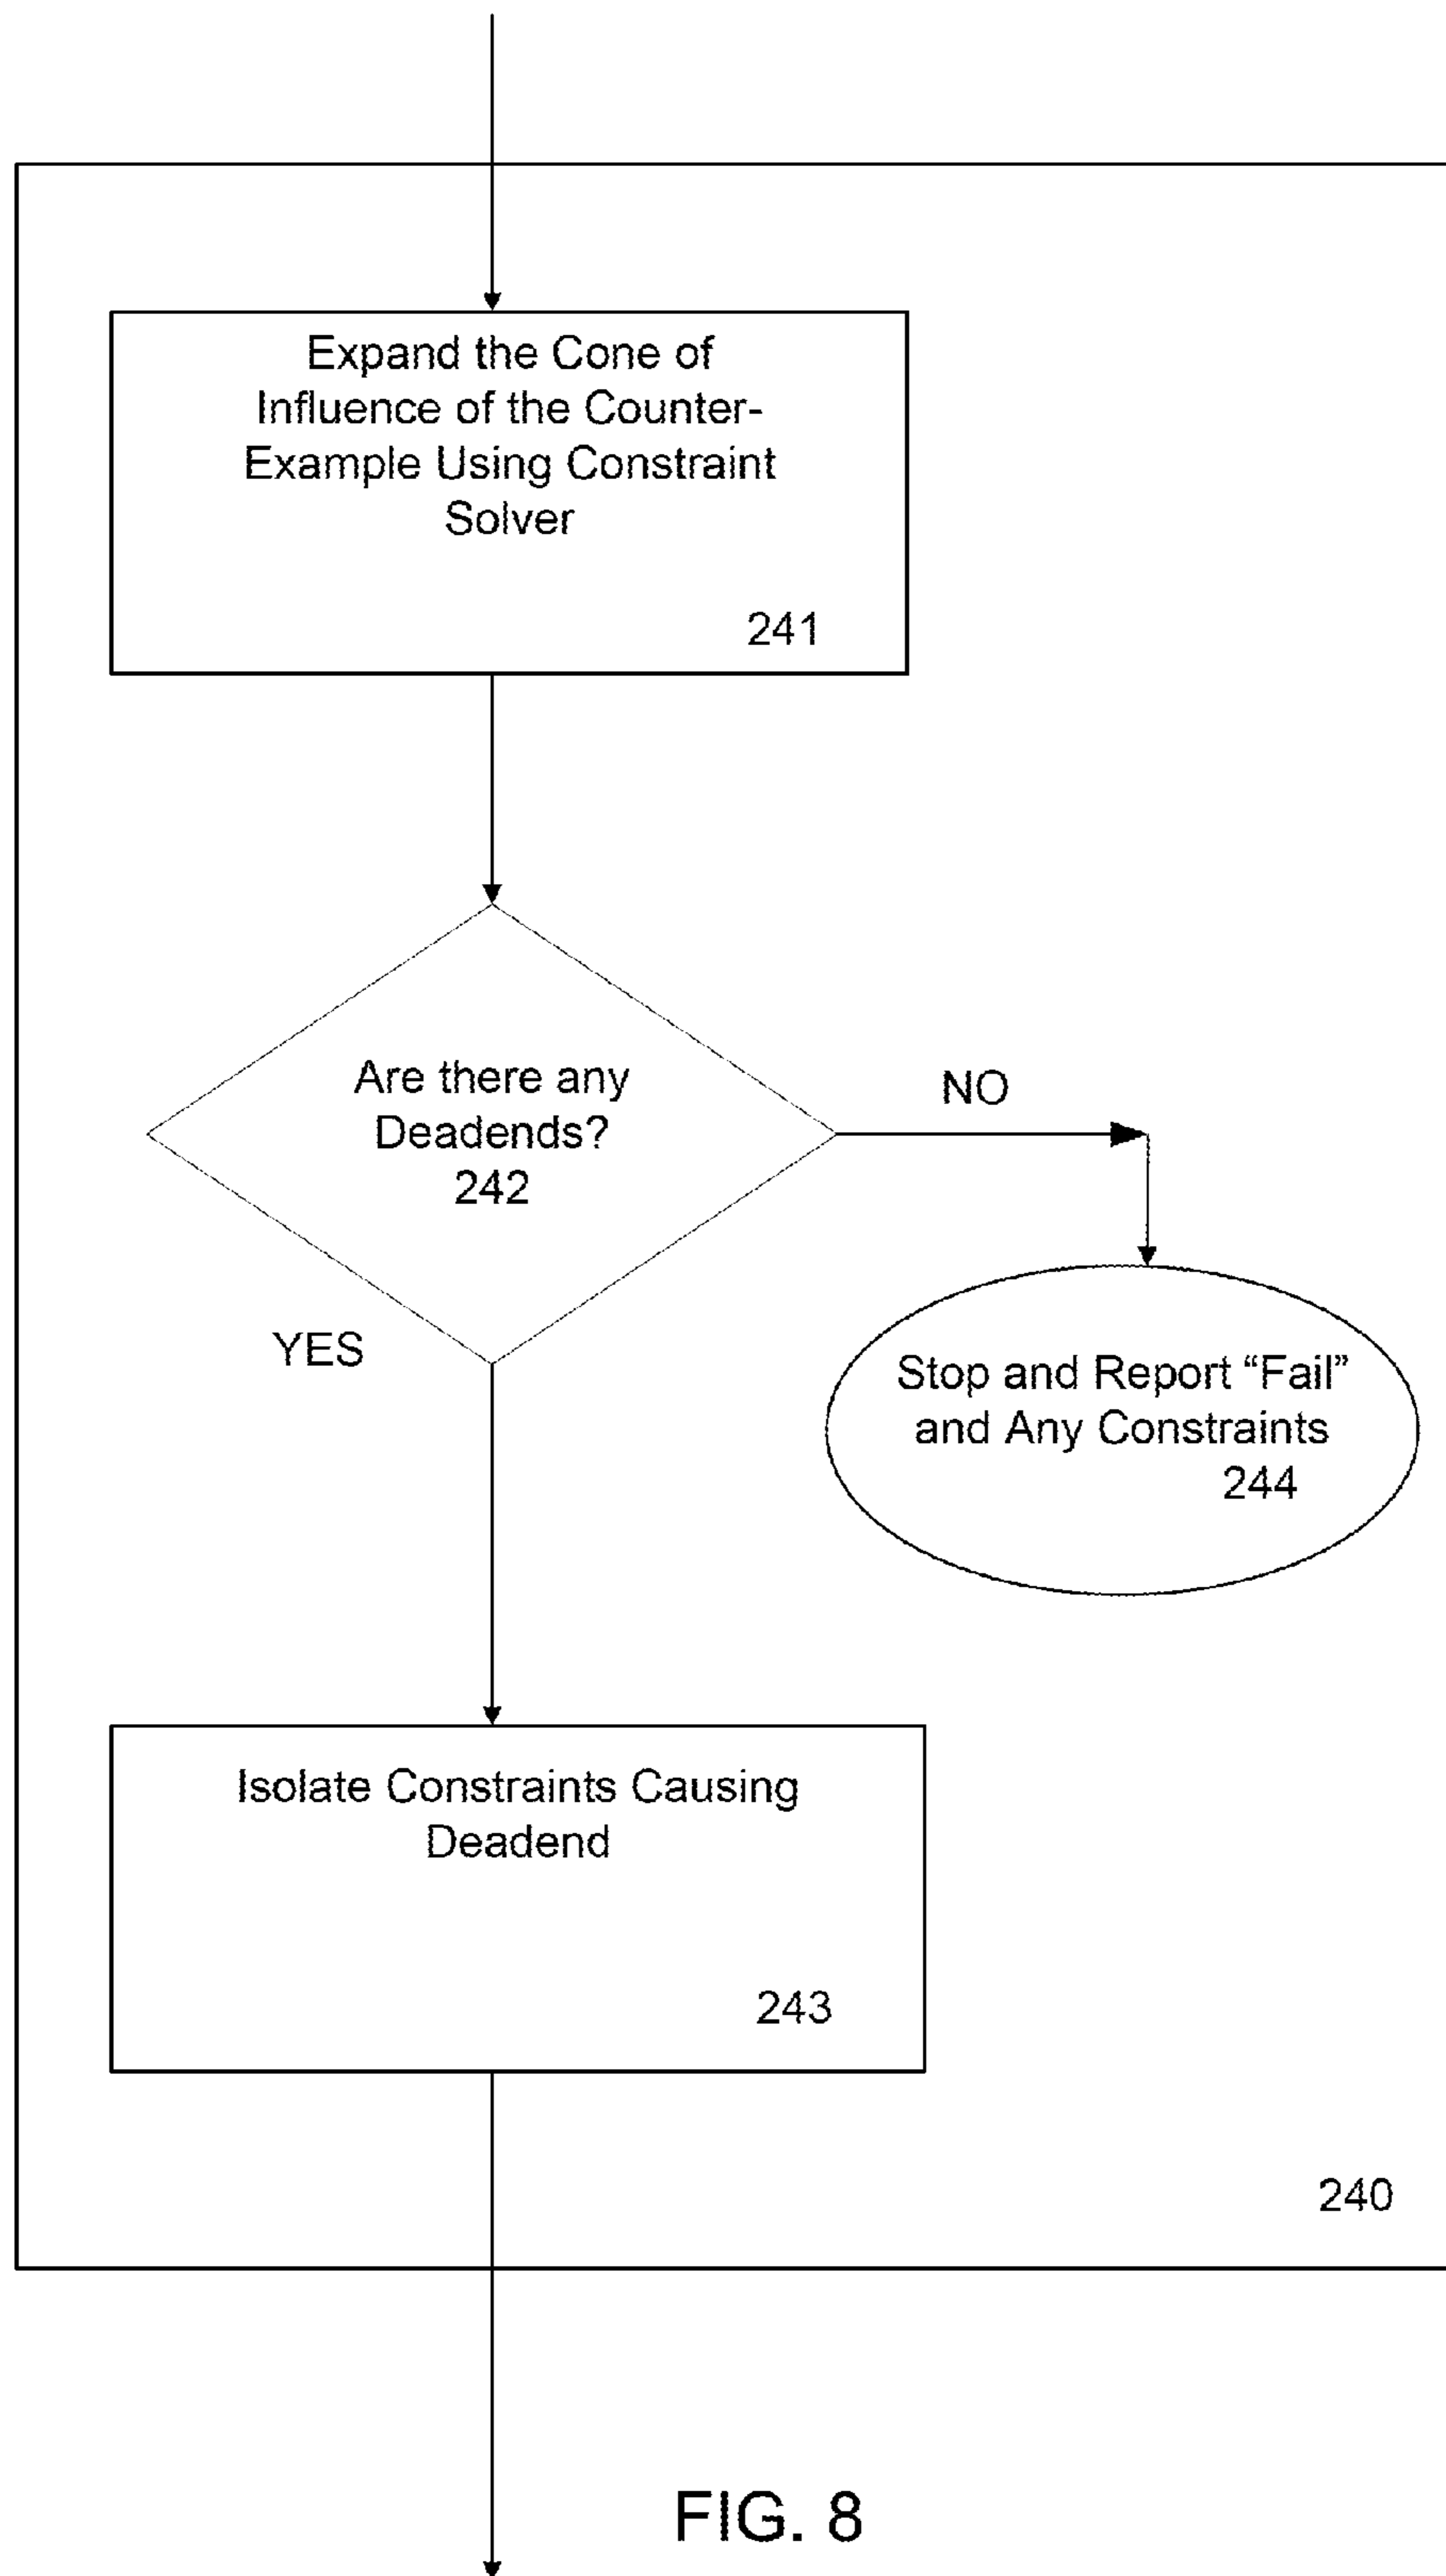 Expand the Cone of
Influence of the Counter-
Example Using Constraint
Solver
241
Are there any
Deadends?
242
NO
YES
Stop and Report “Fail”
and Any Constraints
244
Isolate Constraints Causing
Deadend
243
240
FIG. 8